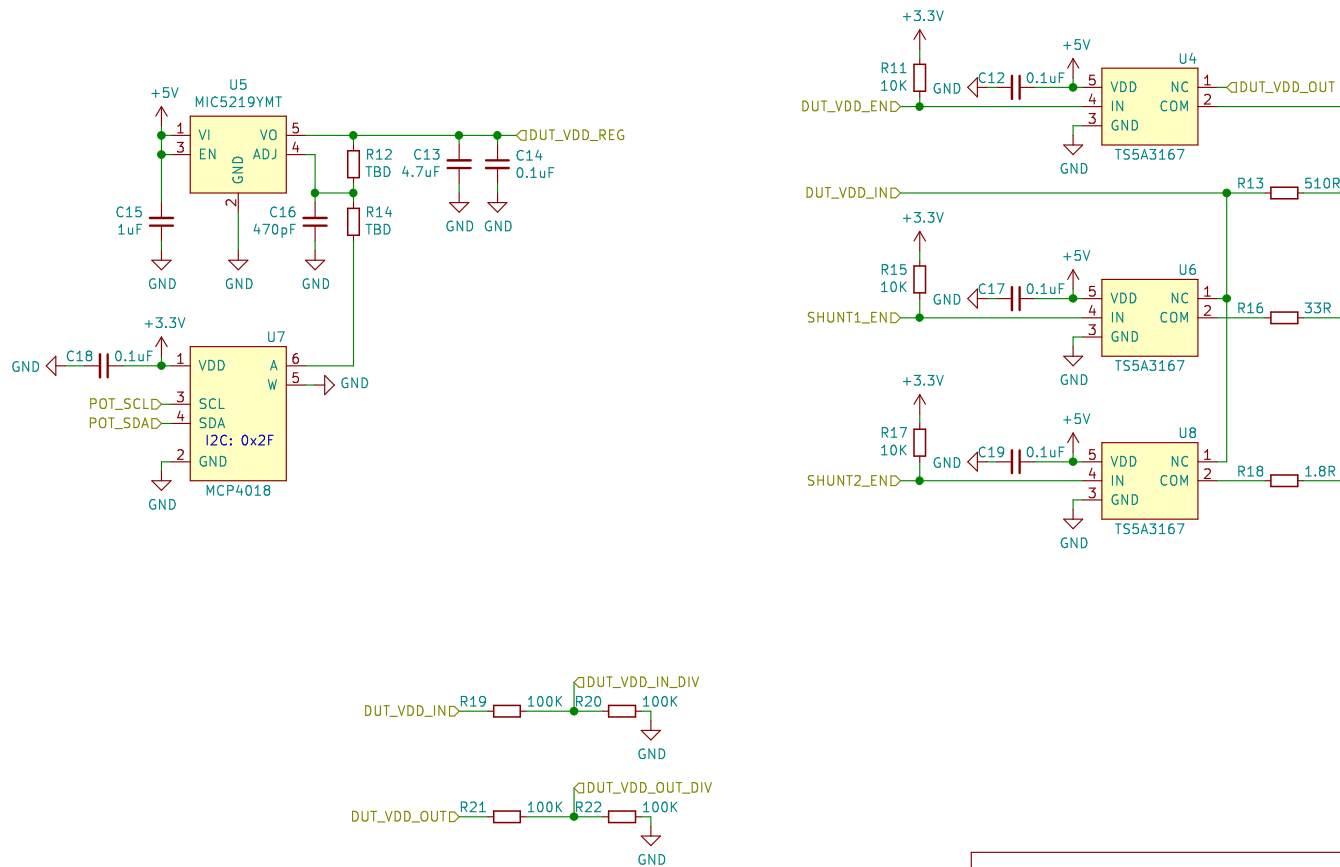 U5
MIC5219YMT
+5V
1 VI VO 5
3 EN ADJ 4
GND
2
R12
TBD
R14
TBD
C13
4.7uF
C14
0.1uF
DUT_VDD_REG
C15
1uF
C16
470pF
GND GND
GND GND GND
+3.3V
U7
GND C18 0.1uF
1 VDD A 6
W 5 GND
POT_SCL 3 SCL
POT_SDA 4 SDA
I2C: 0x2F
2 GND
MCP4018
GND
+3.3V
+5V
U4
R11
10K
GND C12 0.1uF
5 VDD NC 1 DUT_VDD_OUT
DUT_VDD_EN 4 IN COM 2
3 GND
TS5A3167
GND
DUT_VDD_IN
R13 510R
+3.3V
+5V
U6
R15
10K
GND C17 0.1uF
5 VDD NC 1
SHUNT1_EN 4 IN COM 2
R16 33R
3 GND
TS5A3167
GND
+3.3V
+5V
U8
R17
10K
GND C19 0.1uF
5 VDD NC 1
SHUNT2_EN 4 IN COM 2
R18 1.8R
3 GND
TS5A3167
GND
DUT_VDD_IN_DIV
DUT_VDD_IN R19 100K R20 100K
GND
DUT_VDD_OUT_DIV
DUT_VDD_OUT R21 100K R22 100K
GND